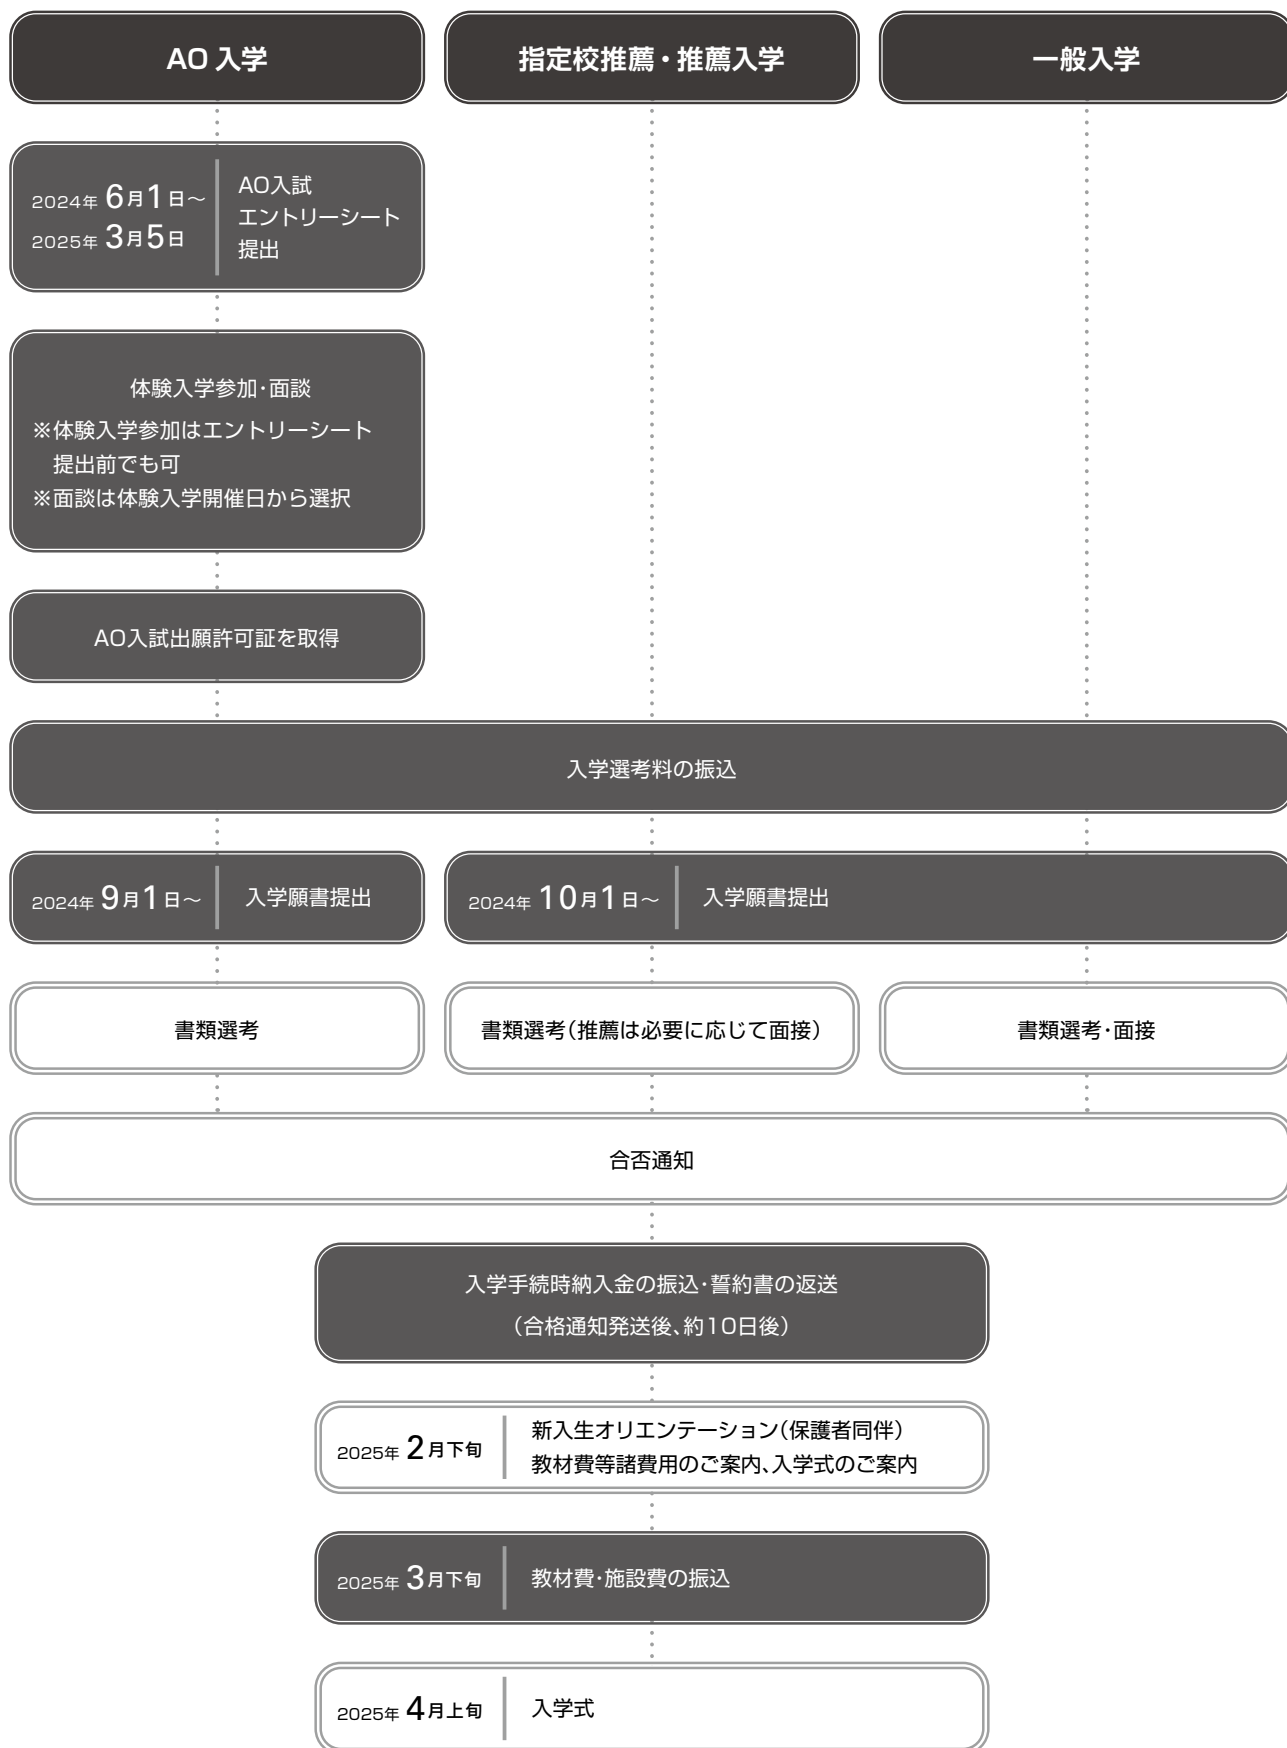 AO 入学
指定校推薦・推薦入学
一般入学
2024年 6月1日〜
2025年 3月5日
AO入試
エントリーシート
提出
体験入学参加・面談
※体験入学参加はエントリーシート
提出前でも可
※面談は体験入学開催日から選択
AO入試出願許可証を取得
入学選考料の振込
2024年 9月1日〜
入学願書提出
2024年 10月1日〜
入学願書提出
書類選考
書類選考（推薦は必要に応じて面接）
書類選考・面接
合否通知
入学手続時納入金の振込・誓約書の返送
（合格通知発送後、約10日後）
2025年 2月下旬
新入生オリエンテーション（保護者同伴）
教材費等諸費用のご案内、入学式のご案内
2025年 3月下旬
教材費・施設費の振込
2025年 4月上旬
入学式